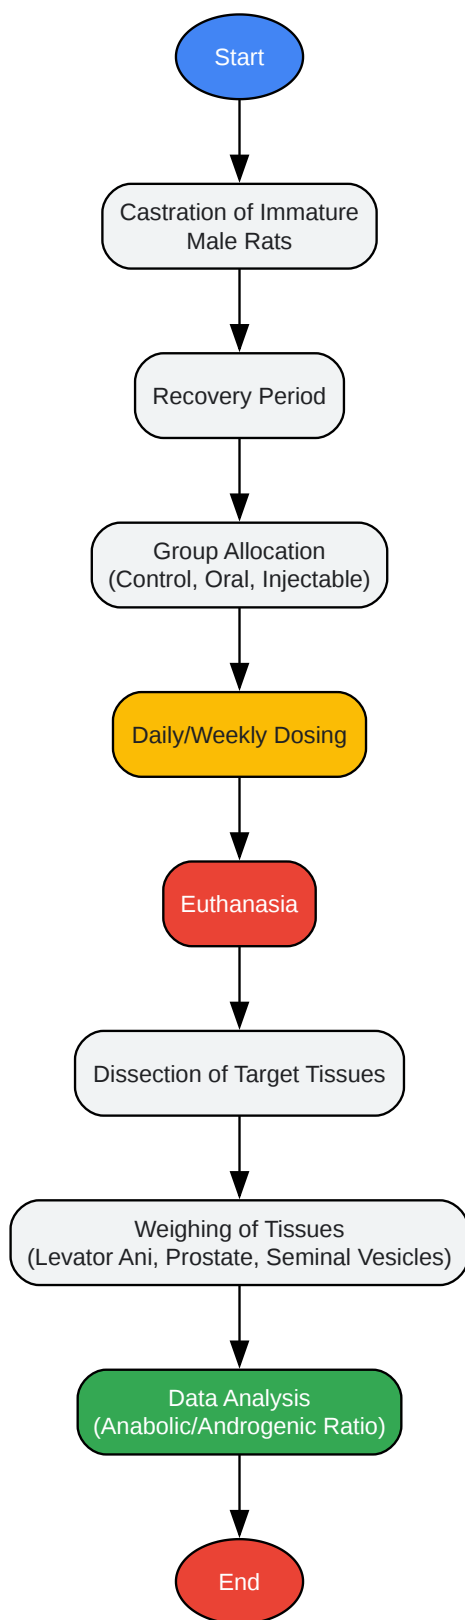 Start
Castration of Immature
Male Rats
Recovery Period
Group Allocation
(Control, Oral, Injectable)
Daily/Weekly Dosing
Euthanasia
Dissection of Target Tissues
Weighing of Tissues
(Levator Ani, Prostate, Seminal Vesicles)
Data Analysis
(Anabolic/Androgenic Ratio)
End